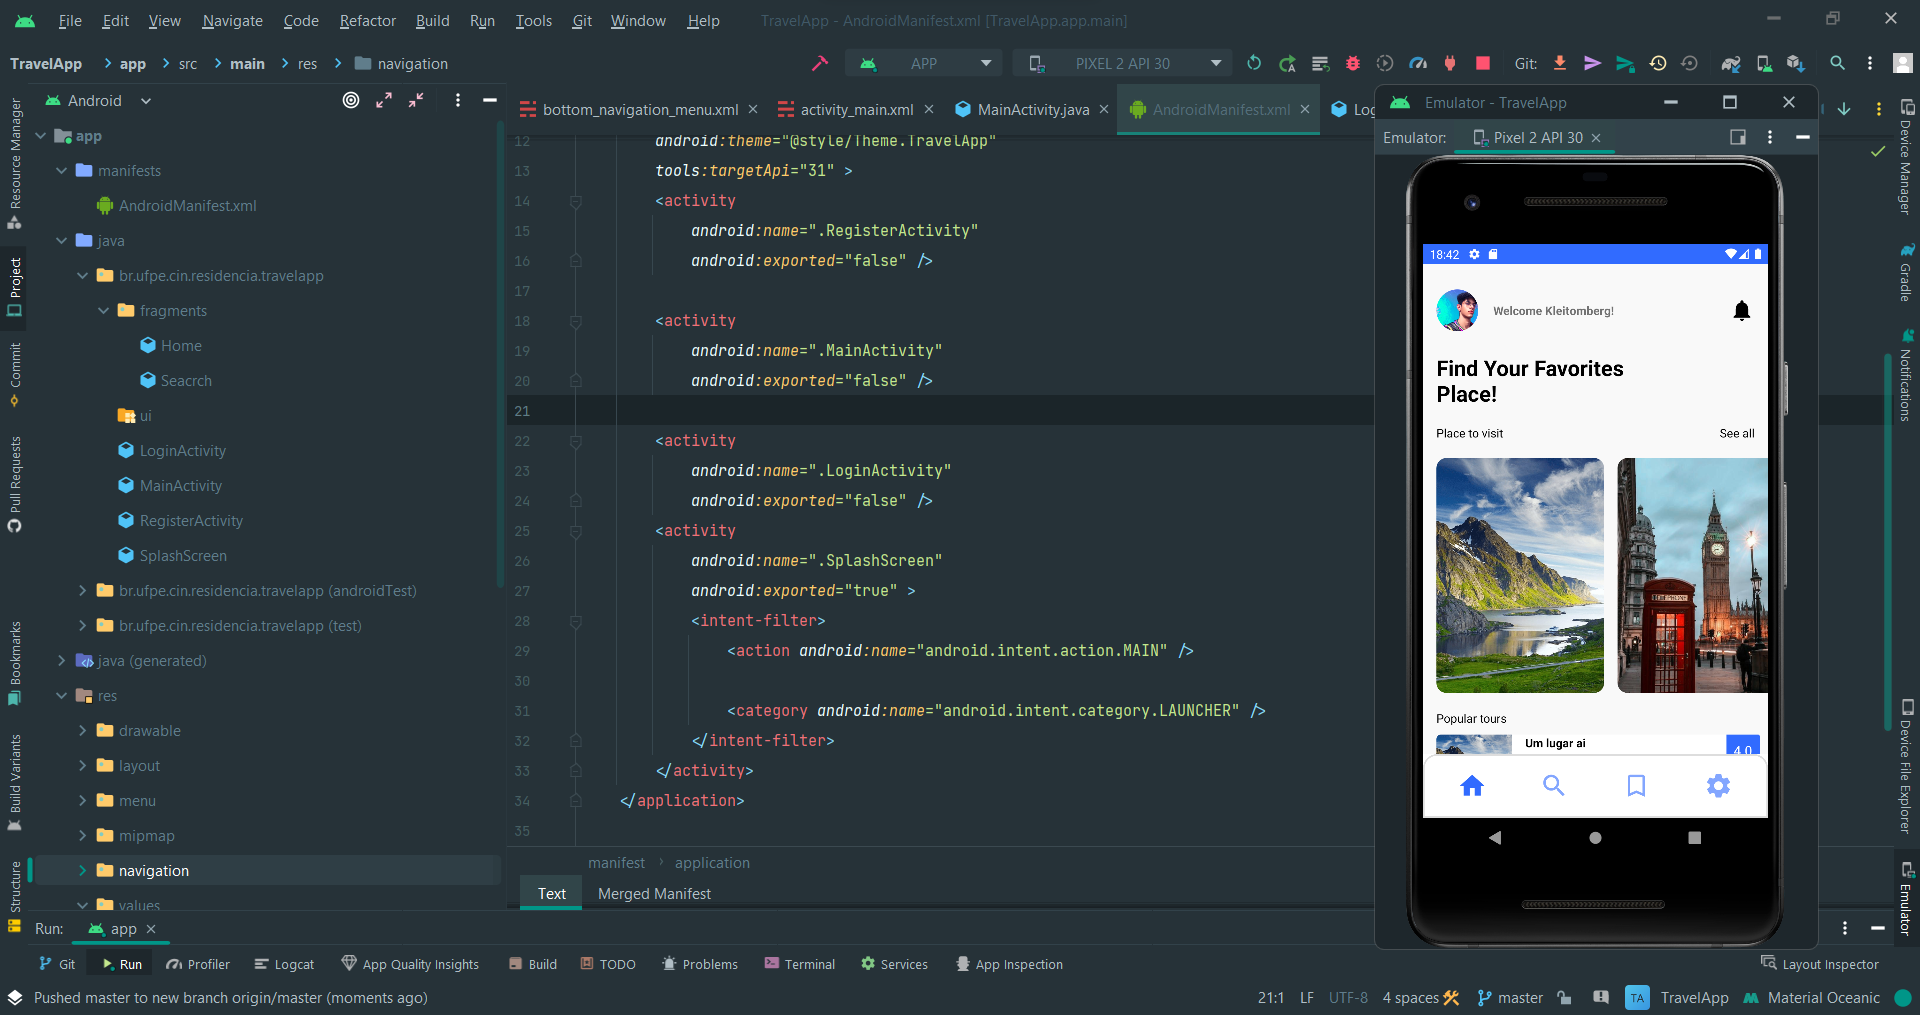 File Edit View Navigate Code Refactor Build Run Tools Git Window Help TravelApp - AndroidManifest.xml [TravelApp.app.main]
TravelApp app src main res navigation APP PIXEL 2 API 30 Git:
Android
app
manifests
AndroidManifest.xml
java
br.ufpe.cin.residencia.travelapp
fragments
Home
Seacrch
ui
LoginActivity
MainActivity
RegisterActivity
SplashScreen
br.ufpe.cin.residencia.travelapp (androidTest)
br.ufpe.cin.residencia.travelapp (test)
java (generated)
res
drawable
layout
menu
mipmap
navigation
values
Resource Manager
Project
Commit
Pull Requests
Bookmarks
Build Variants
Structure
bottom_navigation_menu.xml activity_main.xml MainActivity.java AndroidManifest.xml Log
12 android:theme="@style/Theme.TravelApp"
13 tools:targetApi="31" >
14 <activity
15 android:name=".RegisterActivity"
16 android:exported="false" />
17
18 <activity
19 android:name=".MainActivity"
20 android:exported="false" />
21
22 <activity
23 android:name=".LoginActivity"
24 android:exported="false" />
25 <activity
26 android:name=".SplashScreen"
27 android:exported="true" >
28 <intent-filter>
29 <action android:name="android.intent.action.MAIN" />
30
31 <category android:name="android.intent.category.LAUNCHER" />
32 </intent-filter>
33 </activity>
34 </application>
35
manifest application
Text Merged Manifest
Emulator - TravelApp
Emulator: Pixel 2 API 30
18:42
Welcome Kleitomberg!
Find Your Favorites
Place!
Place to visit See all
Popular tours
Um lugar ai
4.0
Device Manager
Gradle
Notifications
Device File Explorer
Emulator
Run: app
Git Run Profiler Logcat App Quality Insights Build TODO Problems Terminal Services App Inspection Layout Inspector
Pushed master to new branch origin/master (moments ago) 21:1 LF UTF-8 4 spaces master TA TravelApp Material Oceanic